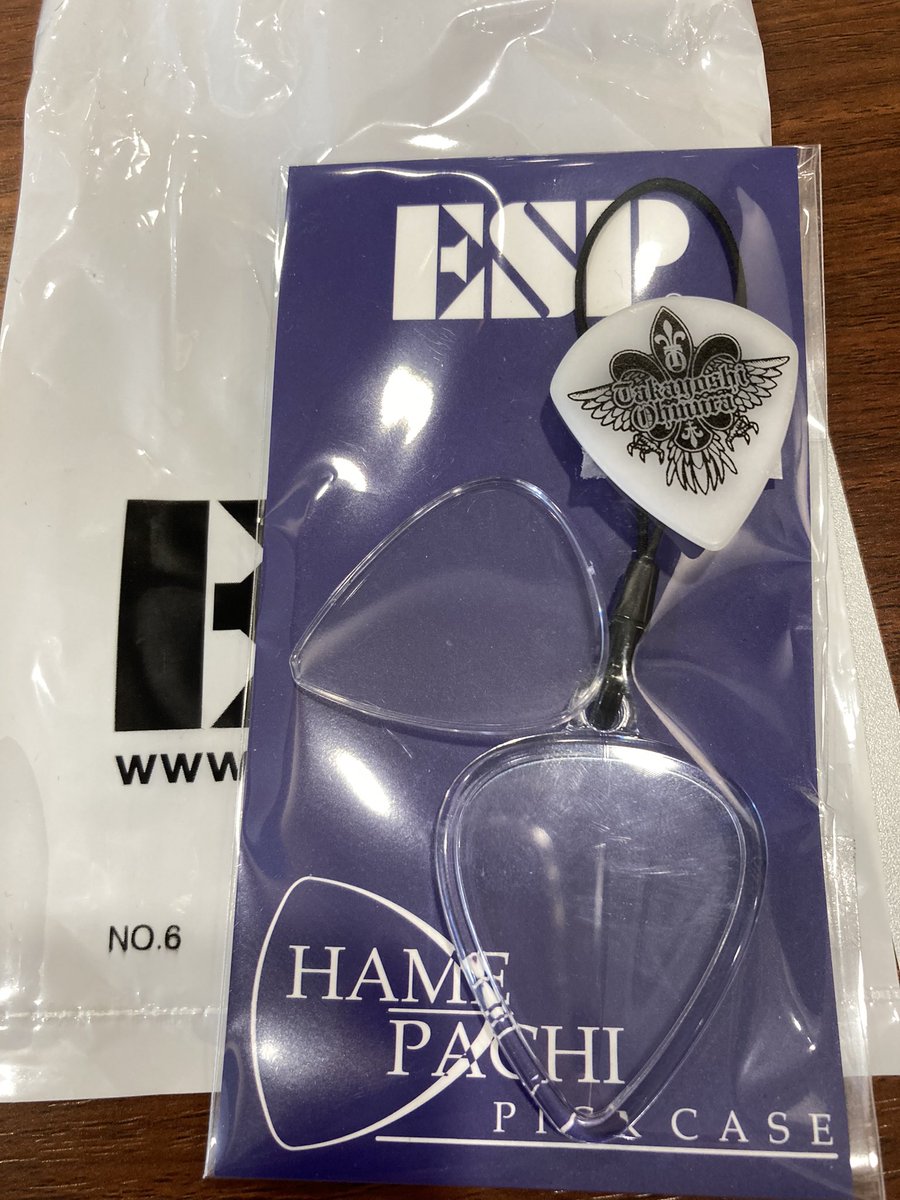 ESP
T
Takayoshi
Ohmura
E
www
NO.6
HAME
PACHI
PICK CASE